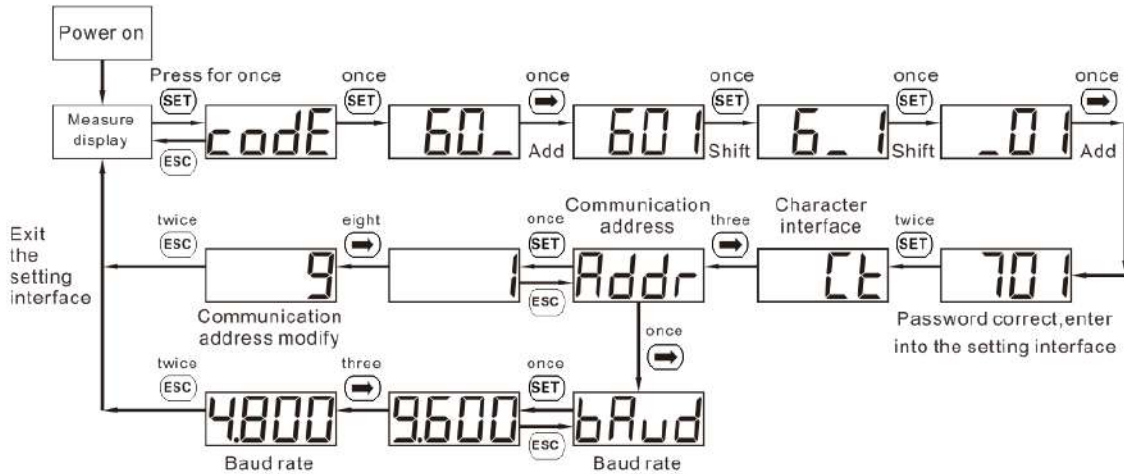 Power on
Press for once
once
once
once
once
once
SET
SET
➡
SET
SET
➡
Measure
display
codE
60_
601
6_1
_01
ESC
Add
Shift
Shift
Add
Exit
the
setting
interface
twice
ESC
eight
➡
once
SET
Communication
address
three
➡
Character
interface
twice
SET
9
1
Addr
Ct
701
ESC
Communication
address modify
Password correct,enter
into the setting interface
once
➡
twice
ESC
three
➡
once
SET
4.800
9.600
bAud
ESC
Baud rate
Baud rate